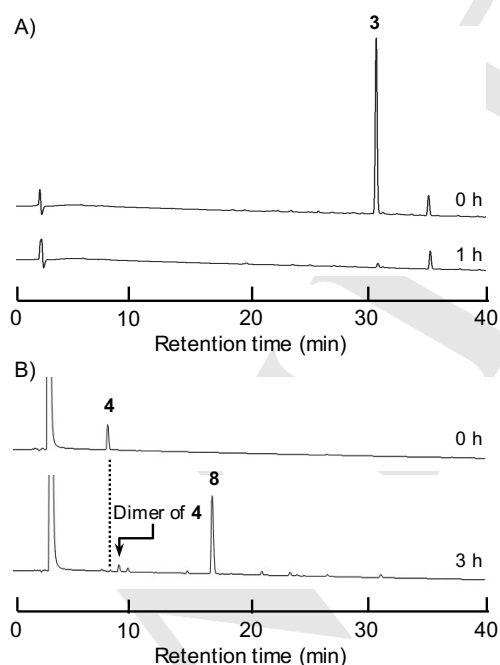 A)
3
0 h
1 h
0 10 20 30 40
Retention time (min)
B)
4
0 h
8
Dimer of 4
3 h
0 10 20 30 40
Retention time (min)